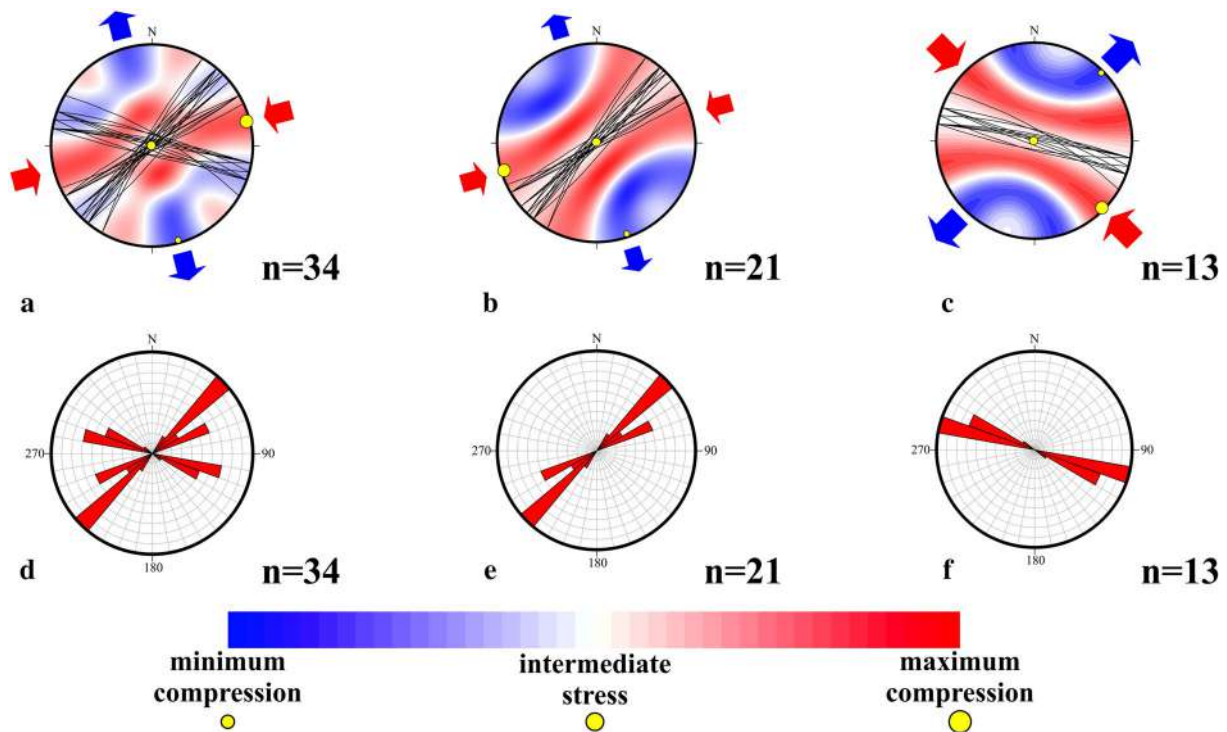 N
N
N
n=34
n=21
n=13
a
b
c
N
N
N
270
90
270
90
270
90
180
180
180
n=34
n=21
n=13
d
e
f
minimum
compression
intermediate
stress
maximum
compression